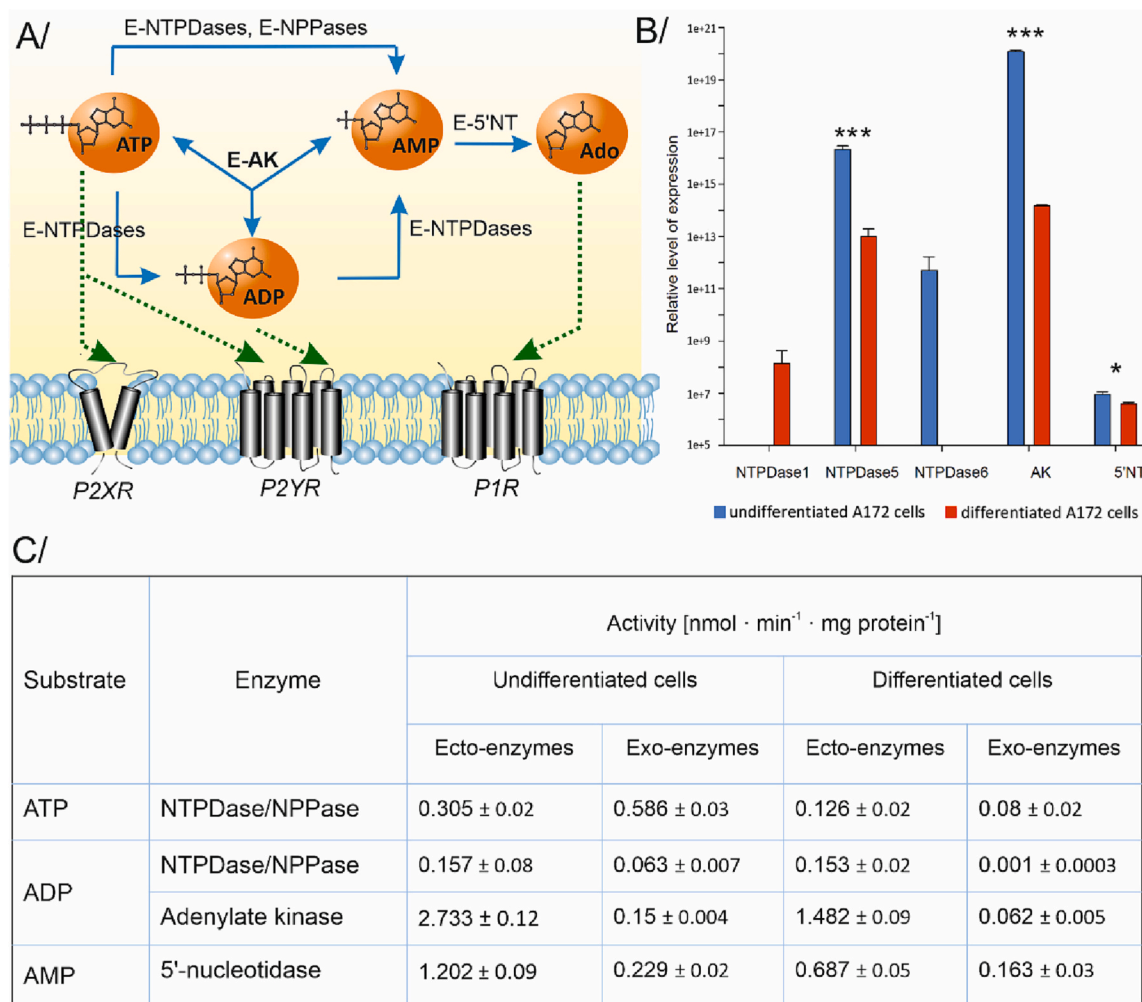 A/
E-NTPDases, E-NPPases
ATP
AMP
E-5'NT
Ado
E-AK
E-NTPDases
E-NTPDases
ADP
P2XR
P2YR
P1R
B/
Relative level of expression
1e+21
1e+19
1e+17
1e+15
1e+13
1e+11
1e+9
1e+7
1e+5
***
***
*
NTPDase1 NTPDase5 NTPDase6 AK 5'NT
undifferentiated A172 cells differentiated A172 cells
C/
Substrate Enzyme Activity [nmol · min⁻¹ · mg protein⁻¹]
Undifferentiated cells Differentiated cells
Ecto-enzymes Exo-enzymes Ecto-enzymes Exo-enzymes
ATP NTPDase/NPPase 0.305 ± 0.02 0.586 ± 0.03 0.126 ± 0.02 0.08 ± 0.02
ADP NTPDase/NPPase 0.157 ± 0.08 0.063 ± 0.007 0.153 ± 0.02 0.001 ± 0.0003
Adenylate kinase 2.733 ± 0.12 0.15 ± 0.004 1.482 ± 0.09 0.062 ± 0.005
AMP 5'-nucleotidase 1.202 ± 0.09 0.229 ± 0.02 0.687 ± 0.05 0.163 ± 0.03